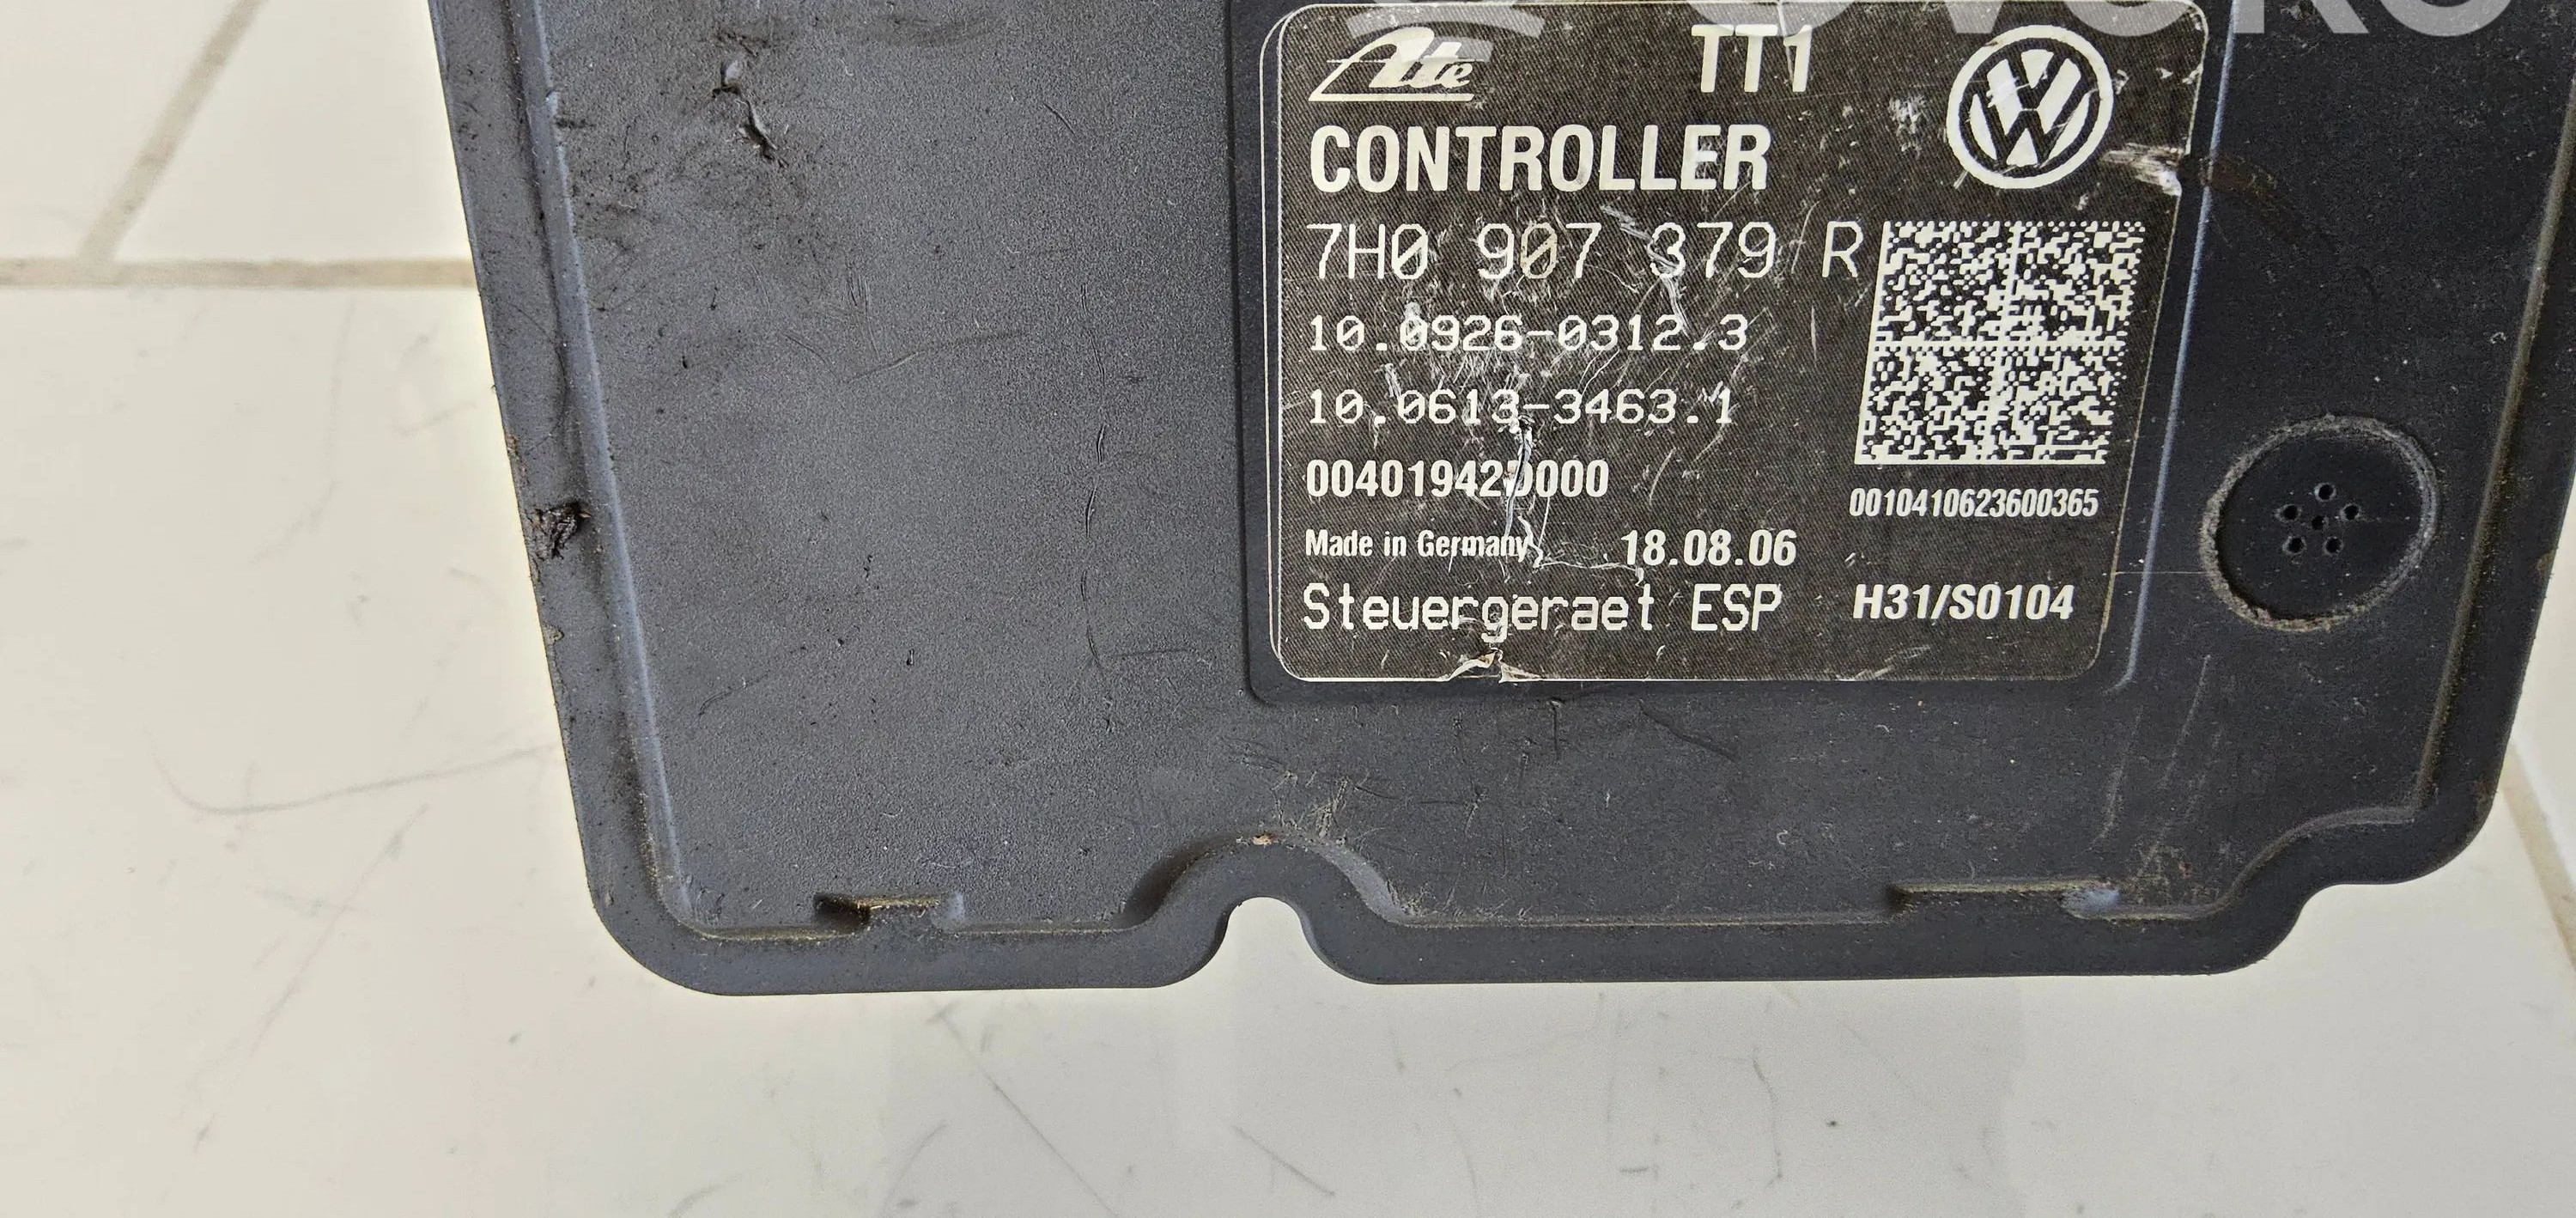 Ate TT1
CONTROLLER
7H0 907 379 R
10.0926-0312.3
10.0613-3463.1
00401942D000
0010410623600365
Made in Germany 18.08.06
Steuergeraet ESP H31/S0104